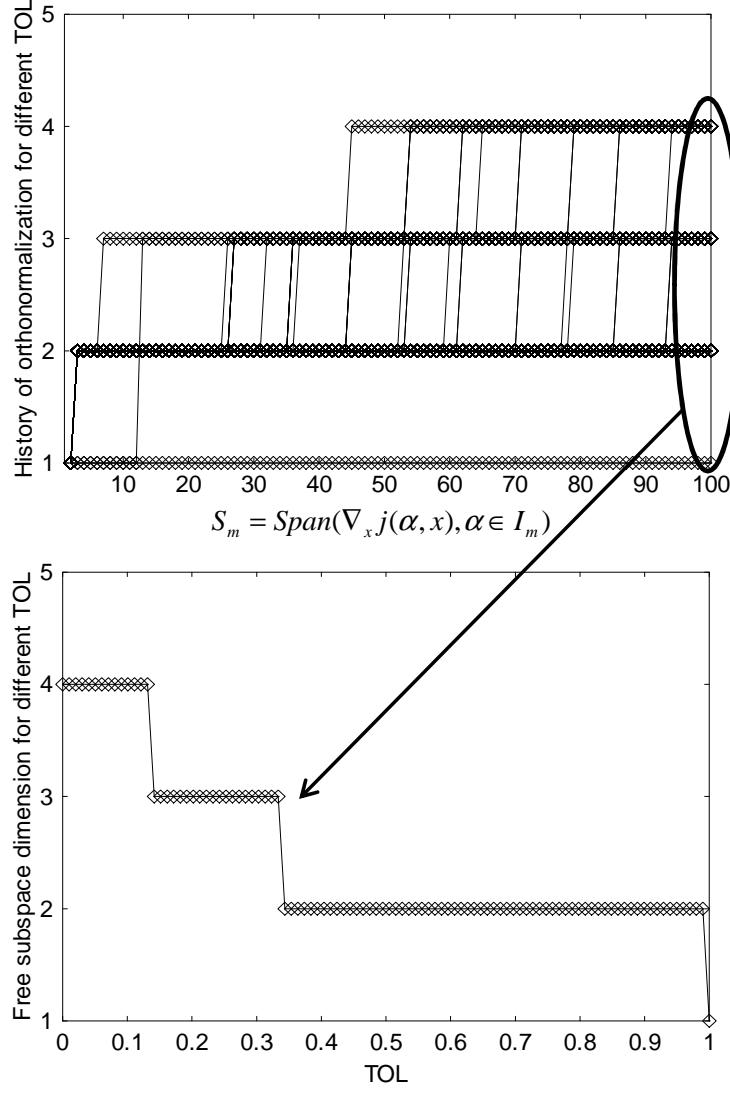 History of orthonormalization for different TOL
5
4
3
2
1
10 20 30 40 50 60 70 80 90 100
S_m = Span(∇_x j(α, x), α ∈ I_m)
Free subspace dimension for different TOL
5
4
3
2
1
0 0.1 0.2 0.3 0.4 0.5 0.6 0.7 0.8 0.9 1
TOL